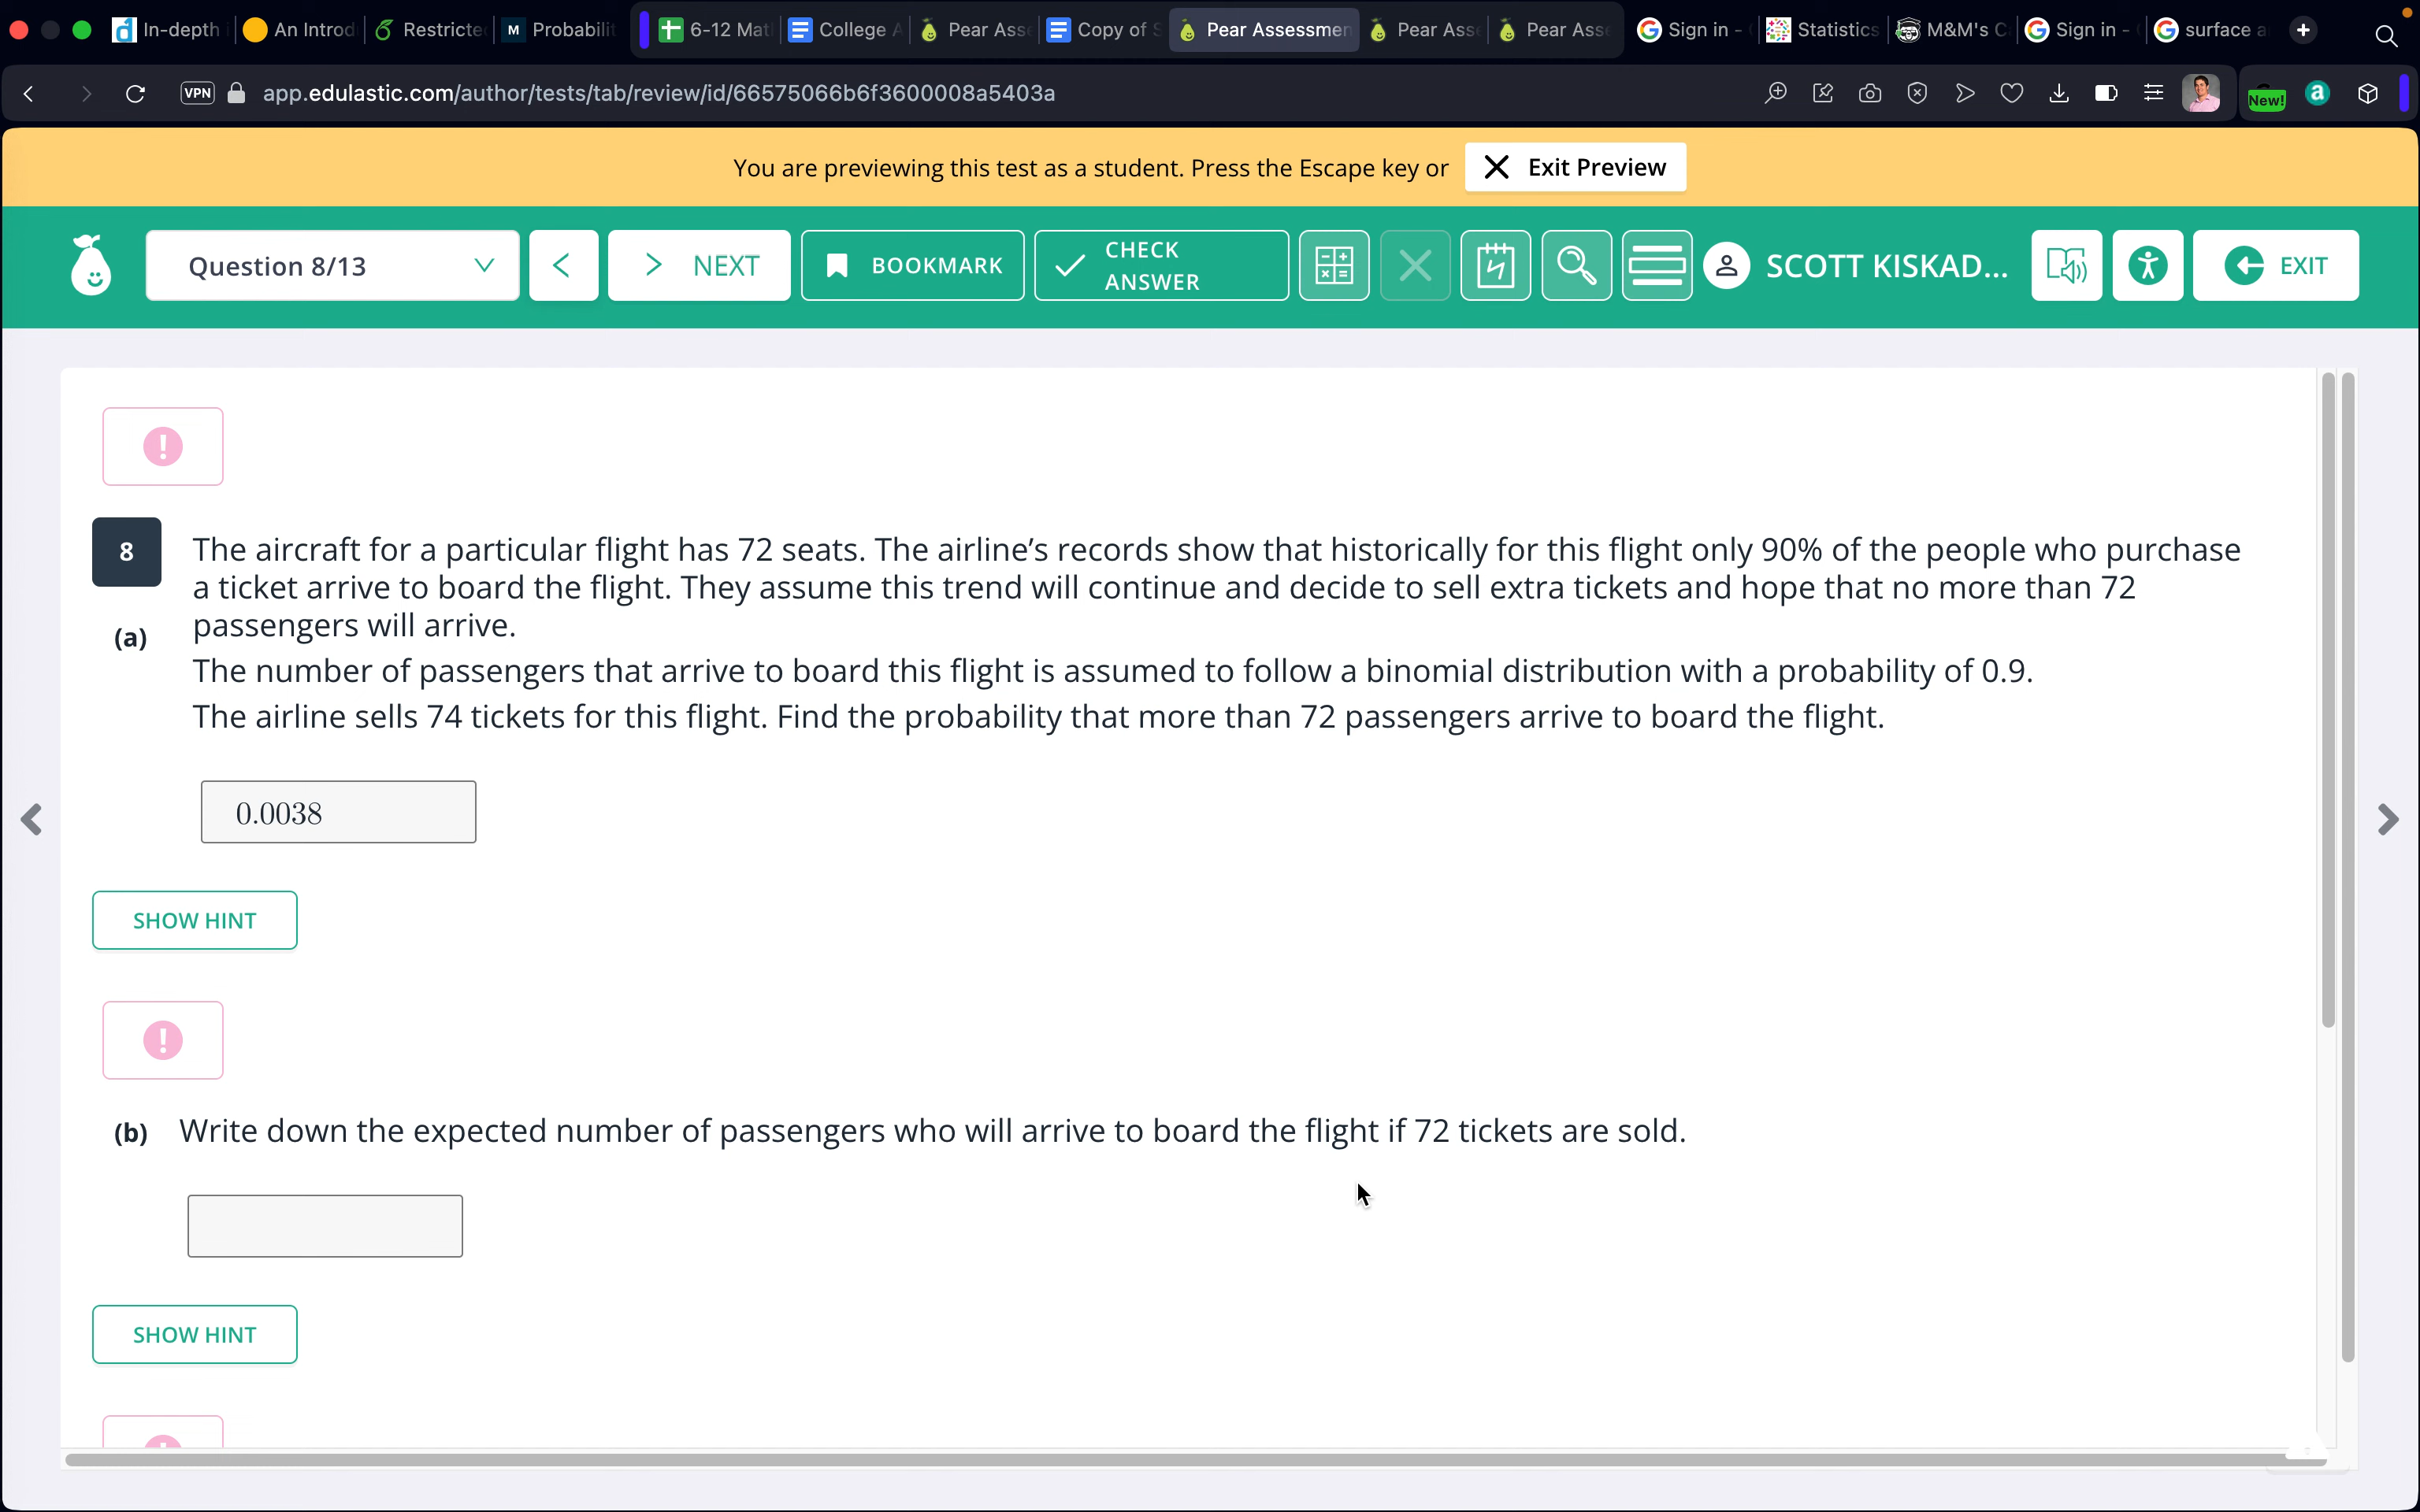 In-depth
An Introd
Restricte
M
Probabilit
6-12 Mat
College A
Pear Asse
Copy of S
Pear Assessmen
Pear Asse
Pear Asse
Sign in -
Statistics
M&M's C
Sign in -
surface a
VPN
app.edulastic.com/author/tests/tab/review/id/66575066b6f3600008a5403a
New!
a
You are previewing this test as a student. Press the Escape key or
Exit Preview
Question 8/13
NEXT
BOOKMARK
CHECK
ANSWER
SCOTT KISKAD...
EXIT
8
The aircraft for a particular flight has 72 seats. The airline’s records show that historically for this flight only 90% of the people who purchase
a ticket arrive to board the flight. They assume this trend will continue and decide to sell extra tickets and hope that no more than 72
passengers will arrive.
(a)
The number of passengers that arrive to board this flight is assumed to follow a binomial distribution with a probability of 0.9.
The airline sells 74 tickets for this flight. Find the probability that more than 72 passengers arrive to board the flight.
0.0038
SHOW HINT
(b) Write down the expected number of passengers who will arrive to board the flight if 72 tickets are sold.
SHOW HINT